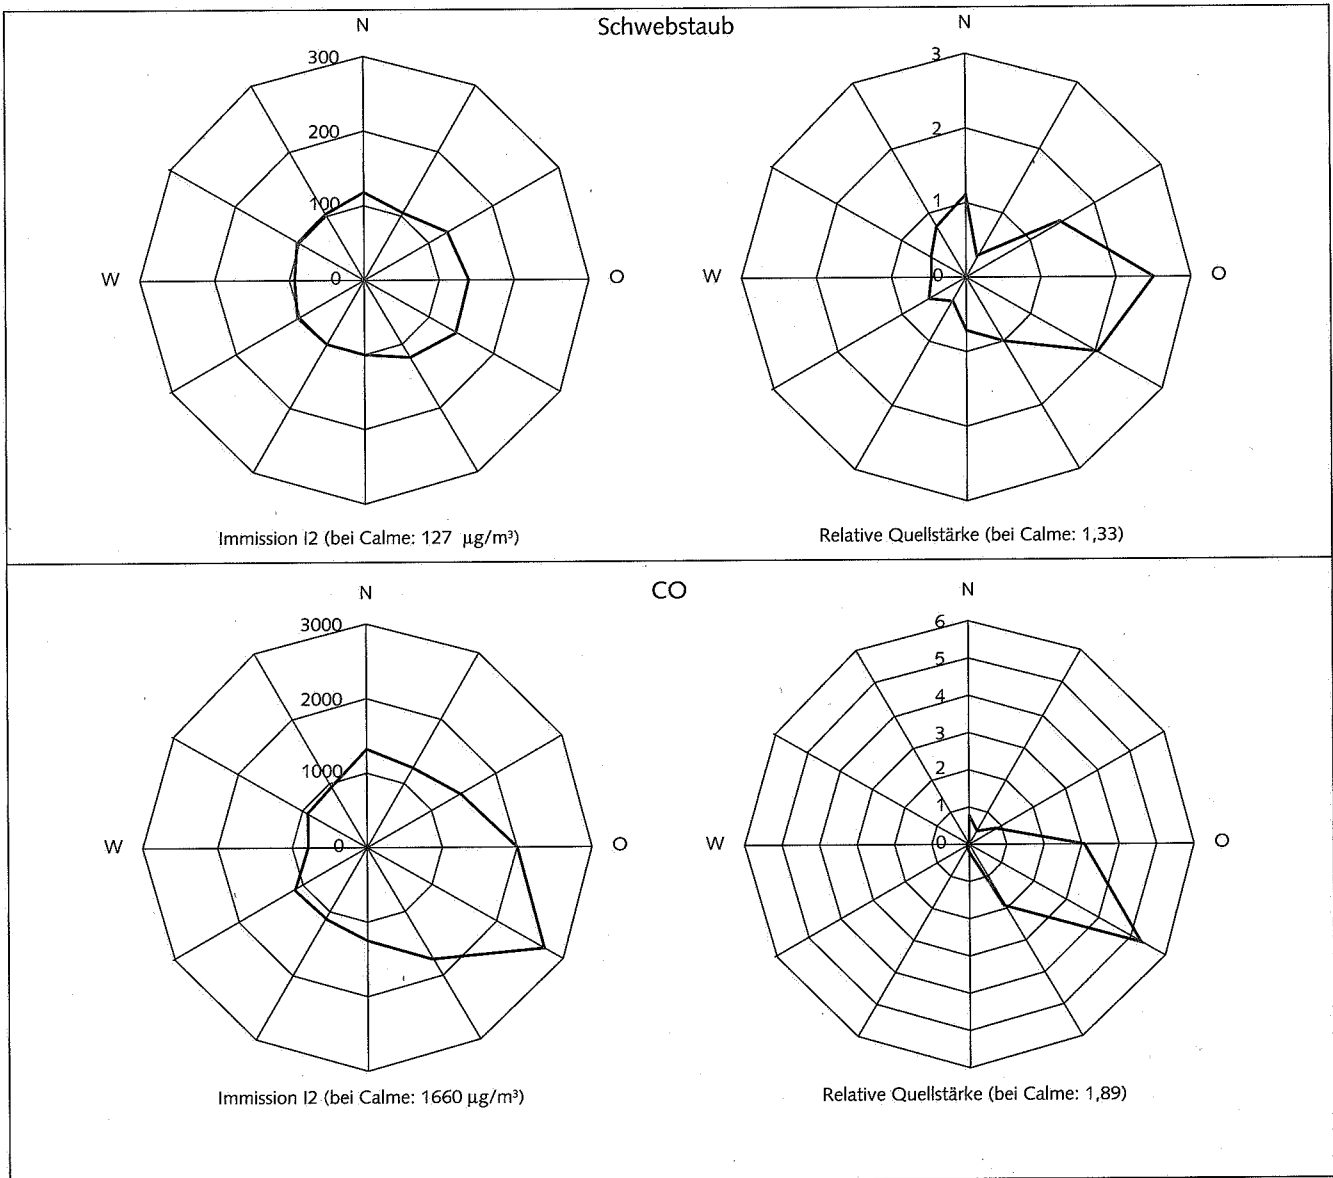 Schwebstaub
N
300
200
100
0
W
O
Immission I2 (bei Calme: 127 µg/m³)
N
3
2
1
0
W
O
Relative Quellstärke (bei Calme: 1,33)
CO
N
3000
2000
1000
0
W
O
Immission I2 (bei Calme: 1660 µg/m³)
N
6
5
4
3
2
1
0
W
O
Relative Quellstärke (bei Calme: 1,89)